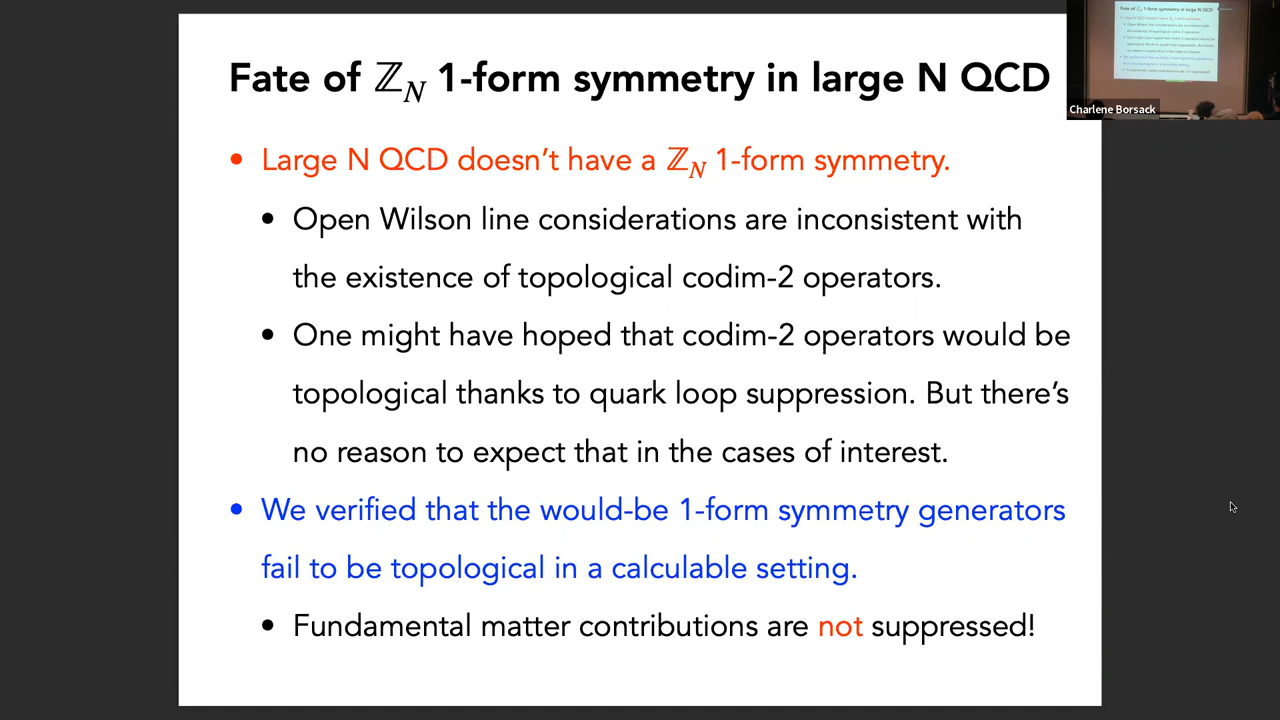 Fate of ℤ_N 1-form symmetry in large N QCD
Charlene Borsack
• Large N QCD doesn’t have a ℤ_N 1-form symmetry.
• Open Wilson line considerations are inconsistent with
the existence of topological codim-2 operators.
• One might have hoped that codim-2 operators would be
topological thanks to quark loop suppression. But there’s
no reason to expect that in the cases of interest.
• We verified that the would-be 1-form symmetry generators
fail to be topological in a calculable setting.
• Fundamental matter contributions are not suppressed!